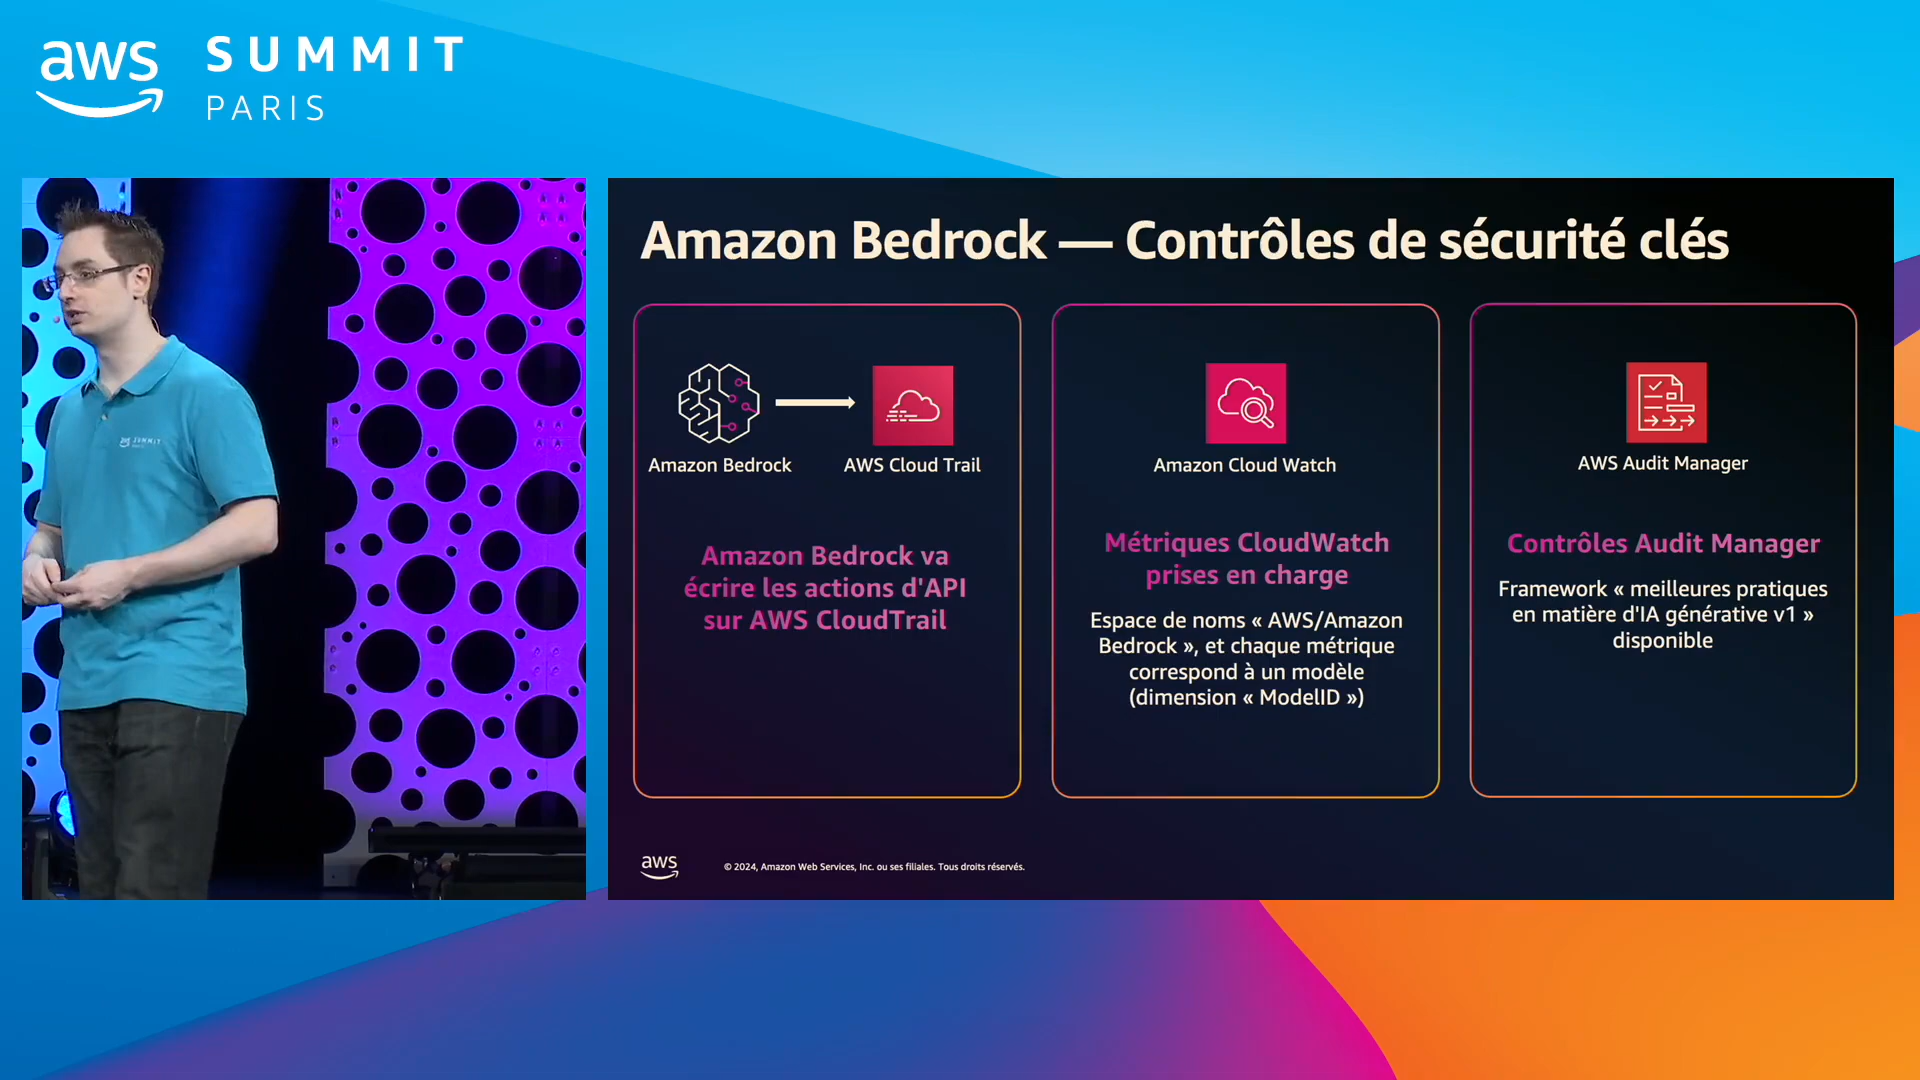 aws
SUMMIT
PARIS
SUMMIT
Amazon Bedrock — Contrôles de sécurité clés
Amazon Bedrock
AWS Cloud Trail
Amazon Bedrock va
écrire les actions d'API
sur AWS CloudTrail
Amazon Cloud Watch
Métriques CloudWatch
prises en charge
Espace de noms « AWS/Amazon
Bedrock », et chaque métrique
correspond à un modèle
(dimension « ModelID »)
AWS Audit Manager
Contrôles Audit Manager
Framework « meilleures pratiques
en matière d'IA générative v1 »
disponible
aws
© 2024, Amazon Web Services, Inc. ou ses filiales. Tous droits réservés.